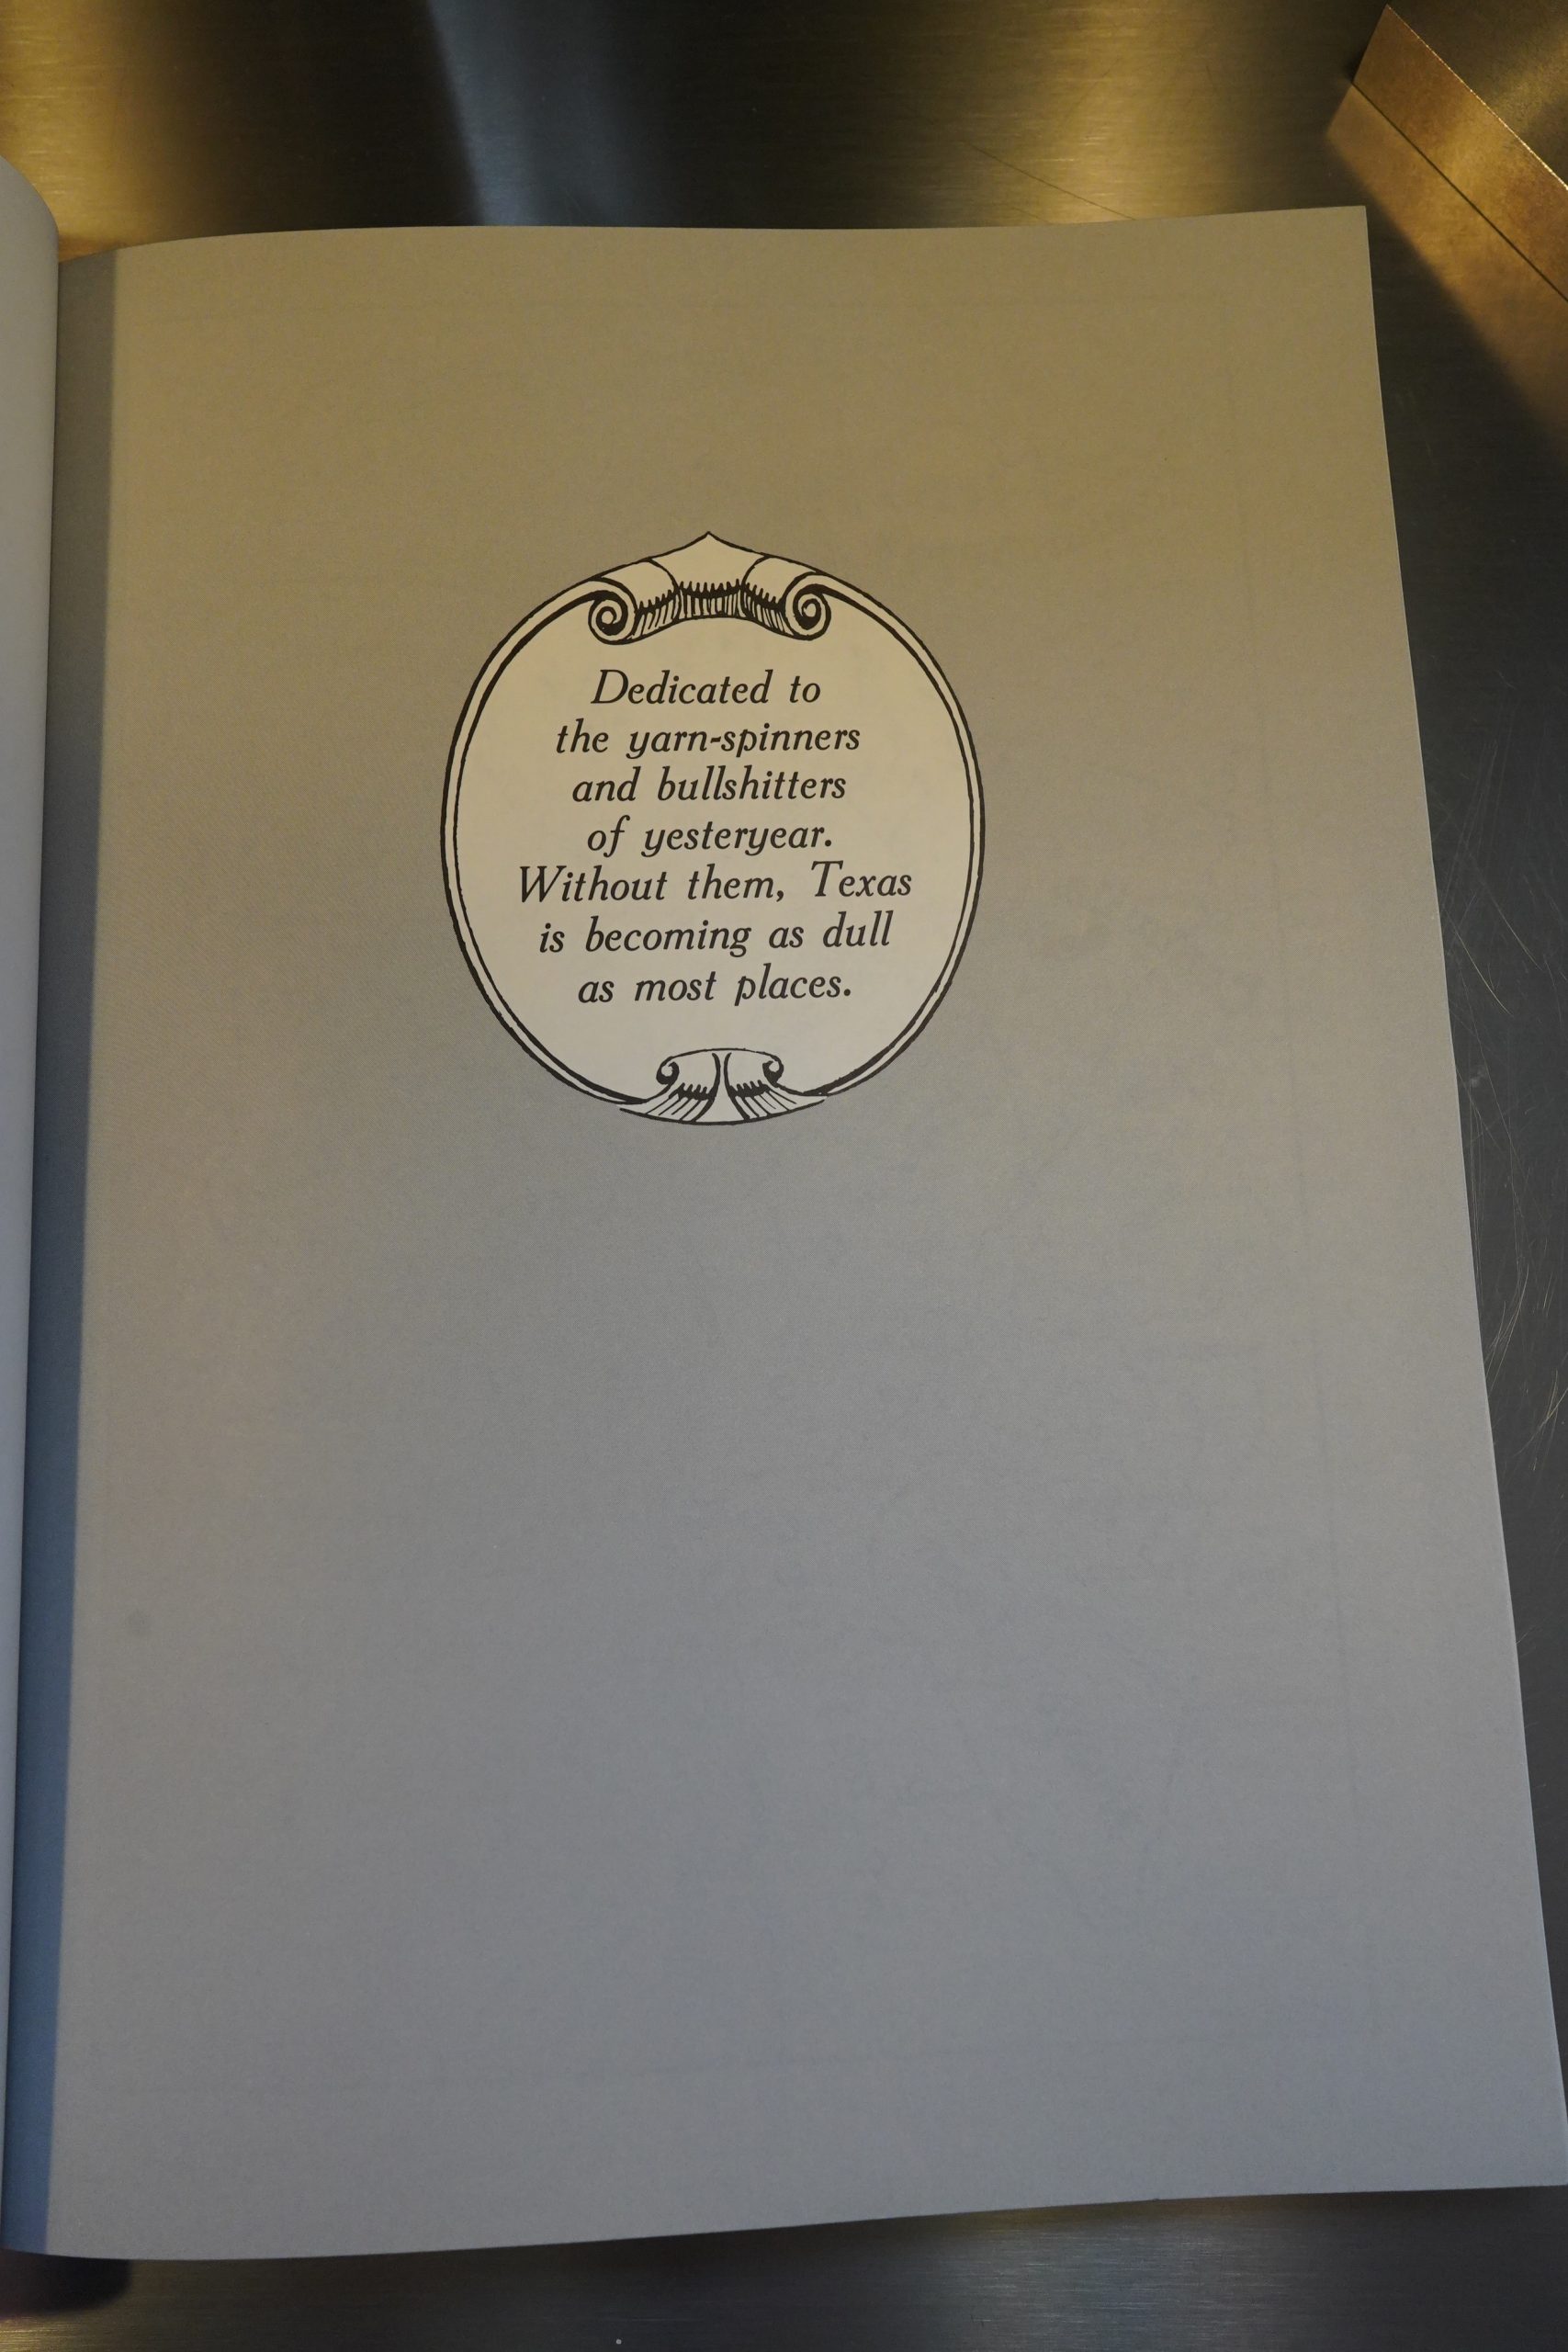 Dedicated to
the yarn-spinners
and bullshitters
of yesteryear.
Without them, Texas
is becoming as dull
as most places.